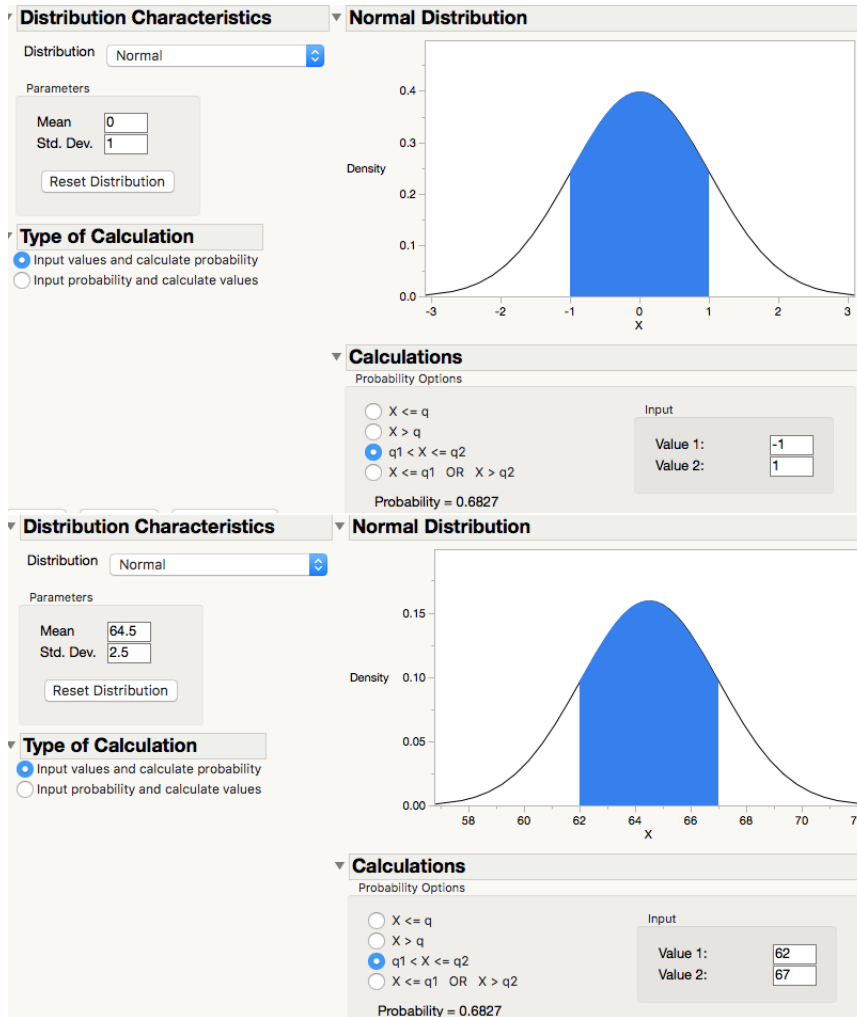 Distribution Characteristics
Distribution Normal
Parameters
Mean 0
Std. Dev. 1
Reset Distribution
Type of Calculation
Input values and calculate probability
Input probability and calculate values
Normal Distribution
0.4
0.3
Density
0.2
0.1
0.0
-3 -2 -1 0 1 2 3
X
Calculations
Probability Options
X <= q
X > q
q1 < X <= q2
X <= q1 OR X > q2
Input
Value 1: -1
Value 2: 1
Probability = 0.6827
Distribution Characteristics
Distribution Normal
Parameters
Mean 64.5
Std. Dev. 2.5
Reset Distribution
Type of Calculation
Input values and calculate probability
Input probability and calculate values
Normal Distribution
0.15
Density 0.10
0.05
0.00
58 60 62 64 66 68 70
X
Calculations
Probability Options
X <= q
X > q
q1 < X <= q2
X <= q1 OR X > q2
Input
Value 1: 62
Value 2: 67
Probability = 0.6827